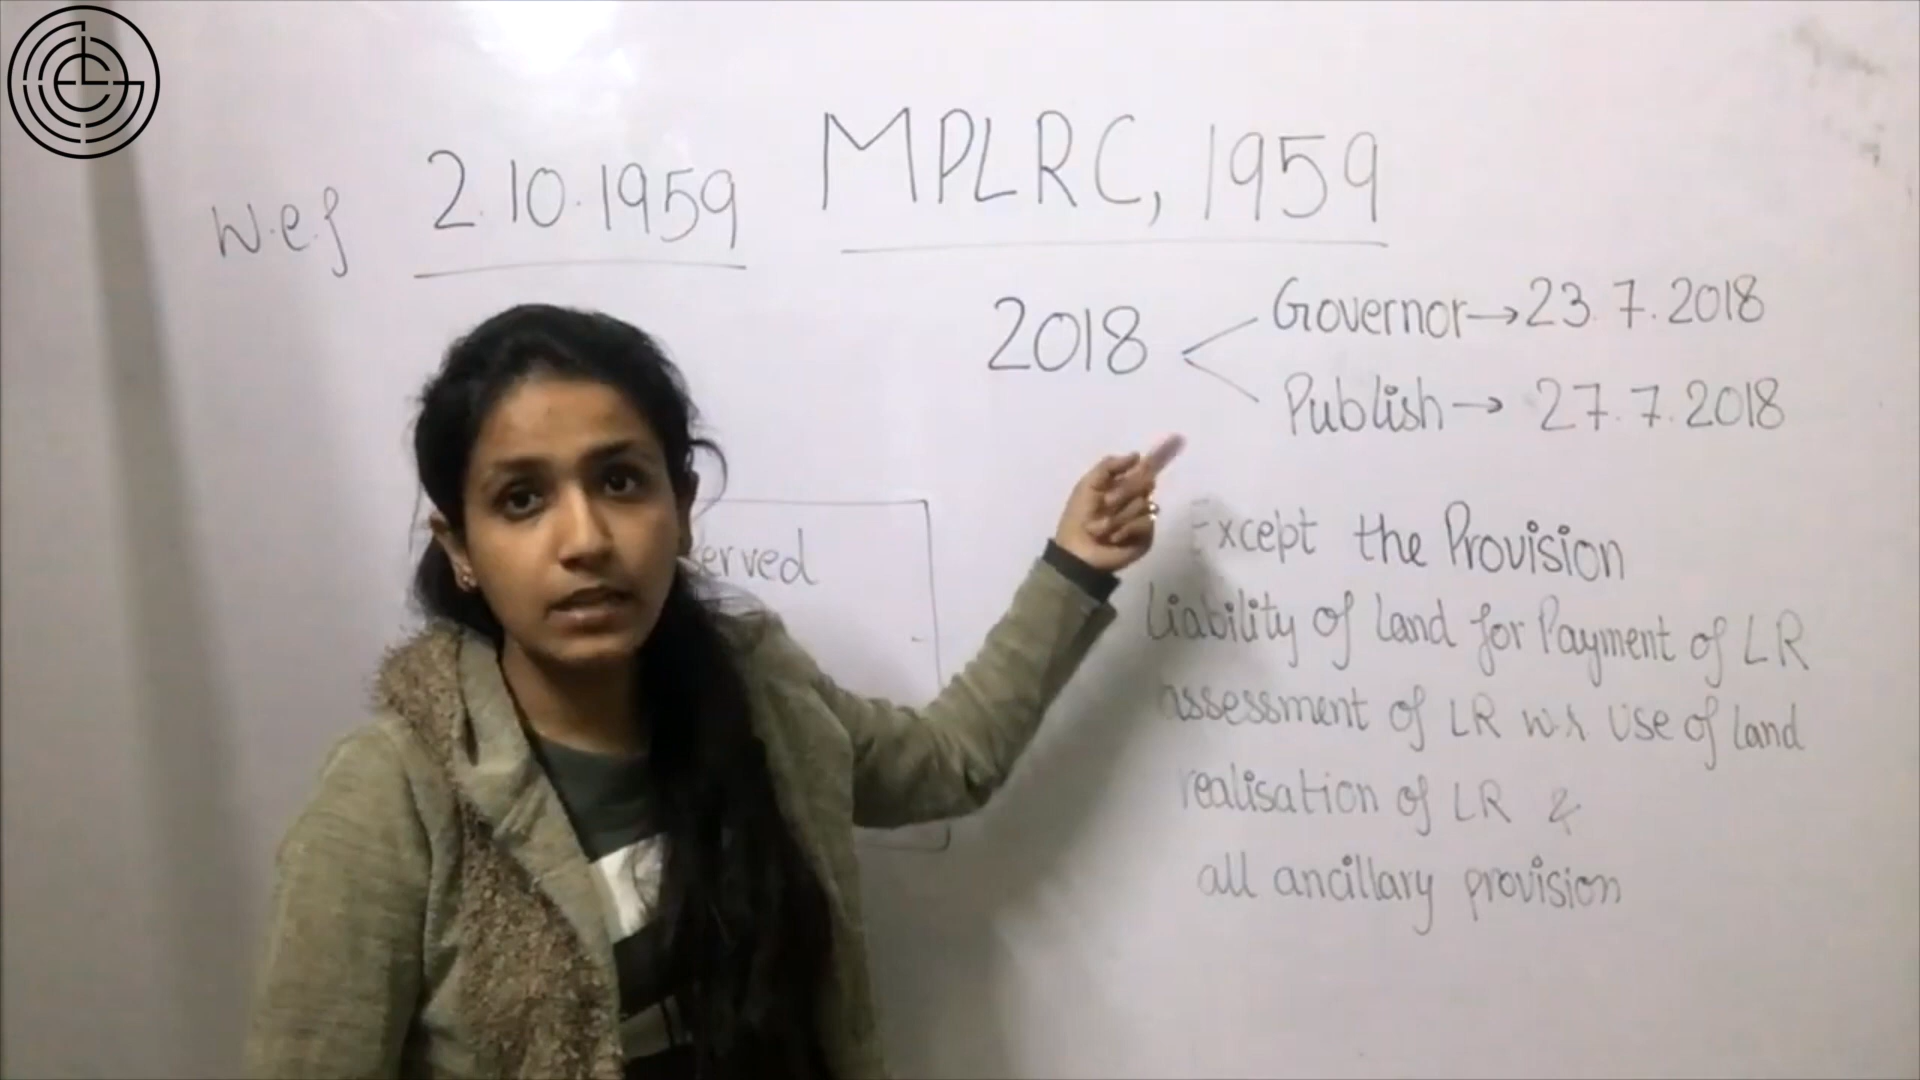 MPLRC, 1959
w.e.f 2.10.1959
2018
Governor→23.7.2018
Publish→ 27.7.2018
Except the Provision
Liability of land for Payment of LR
assessment of LR w.r. Use of land
realisation of LR &
all ancillary provision
erved